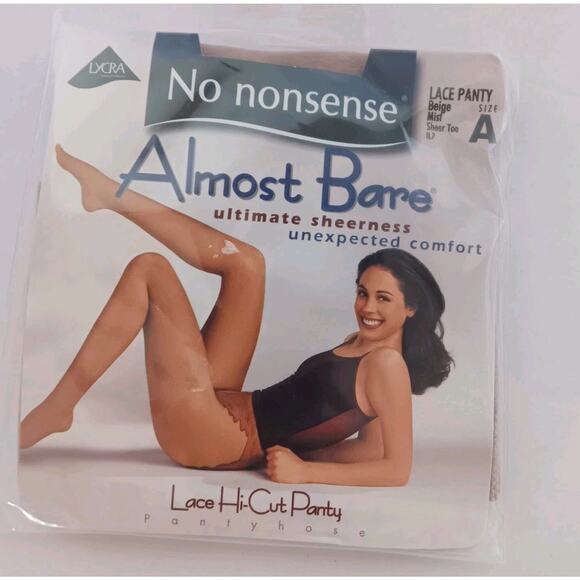 LYCRA
No nonsense®
LACE PANTY
Beige
Mist
Sheer Toe
SIZE
A
Almost Bare®
ultimate sheerness
unexpected comfort
Lace Hi-Cut Panty
Pantyhose